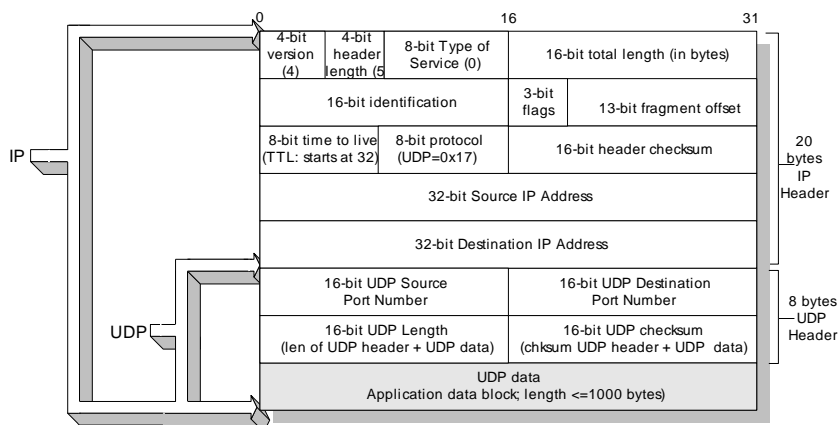 0 16 31
4-bit
version
(4)
4-bit
header
length (5
8-bit Type of
Service (0)
16-bit total length (in bytes)
16-bit identification
3-bit
flags
13-bit fragment offset
8-bit time to live
(TTL: starts at 32)
8-bit protocol
(UDP=0x17)
16-bit header checksum
IP
20
bytes
IP
Header
32-bit Source IP Address
32-bit Destination IP Address
16-bit UDP Source
Port Number
16-bit UDP Destination
Port Number
8 bytes
UDP
Header
UDP
16-bit UDP Length
(len of UDP header + UDP data)
16-bit UDP checksum
(chksum UDP header + UDP data)
UDP data
Application data block; length <=1000 bytes)